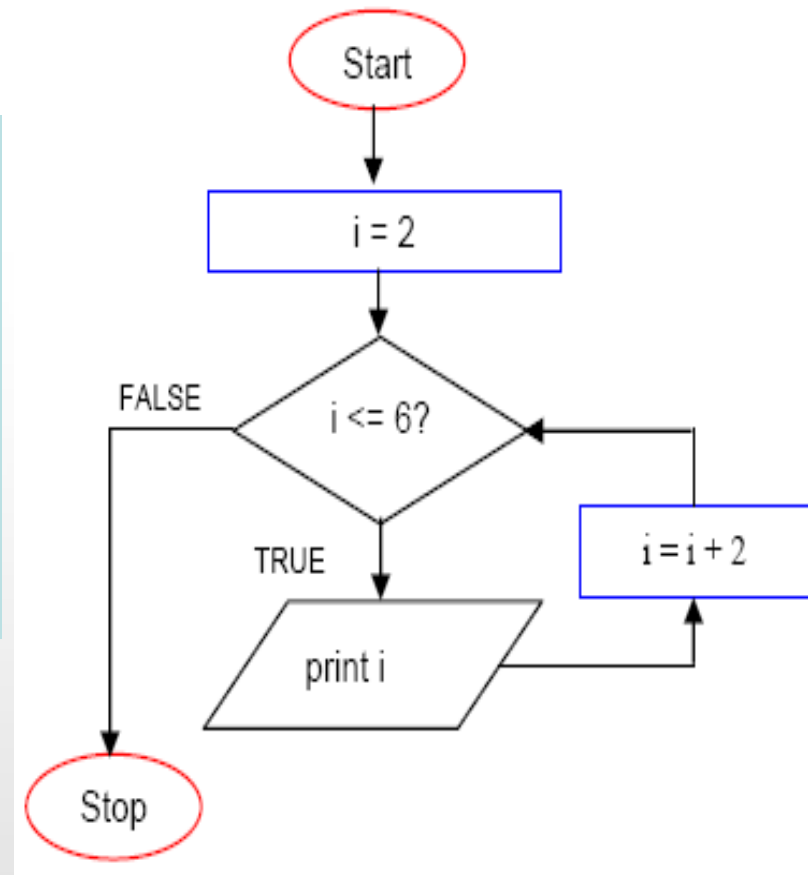 Start
i = 2
i <= 6?
FALSE
TRUE
i = i + 2
print i
Stop